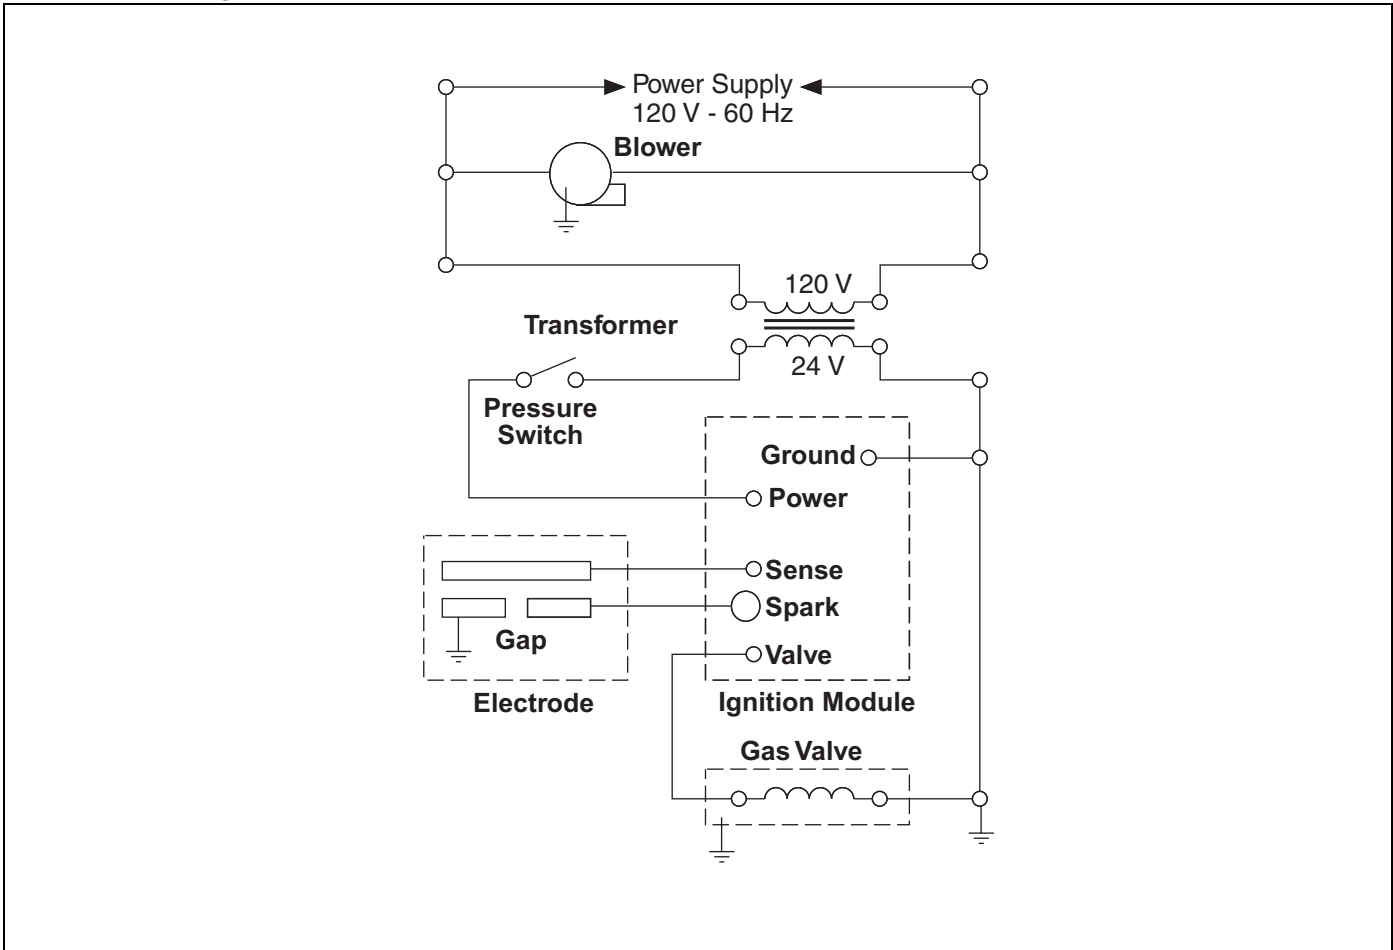 Power Supply
120 V - 60 Hz
Blower
120 V
Transformer
24 V
Pressure
Switch
Ground
Power
Sense
Spark
Gap
Valve
Electrode
Ignition Module
Gas Valve